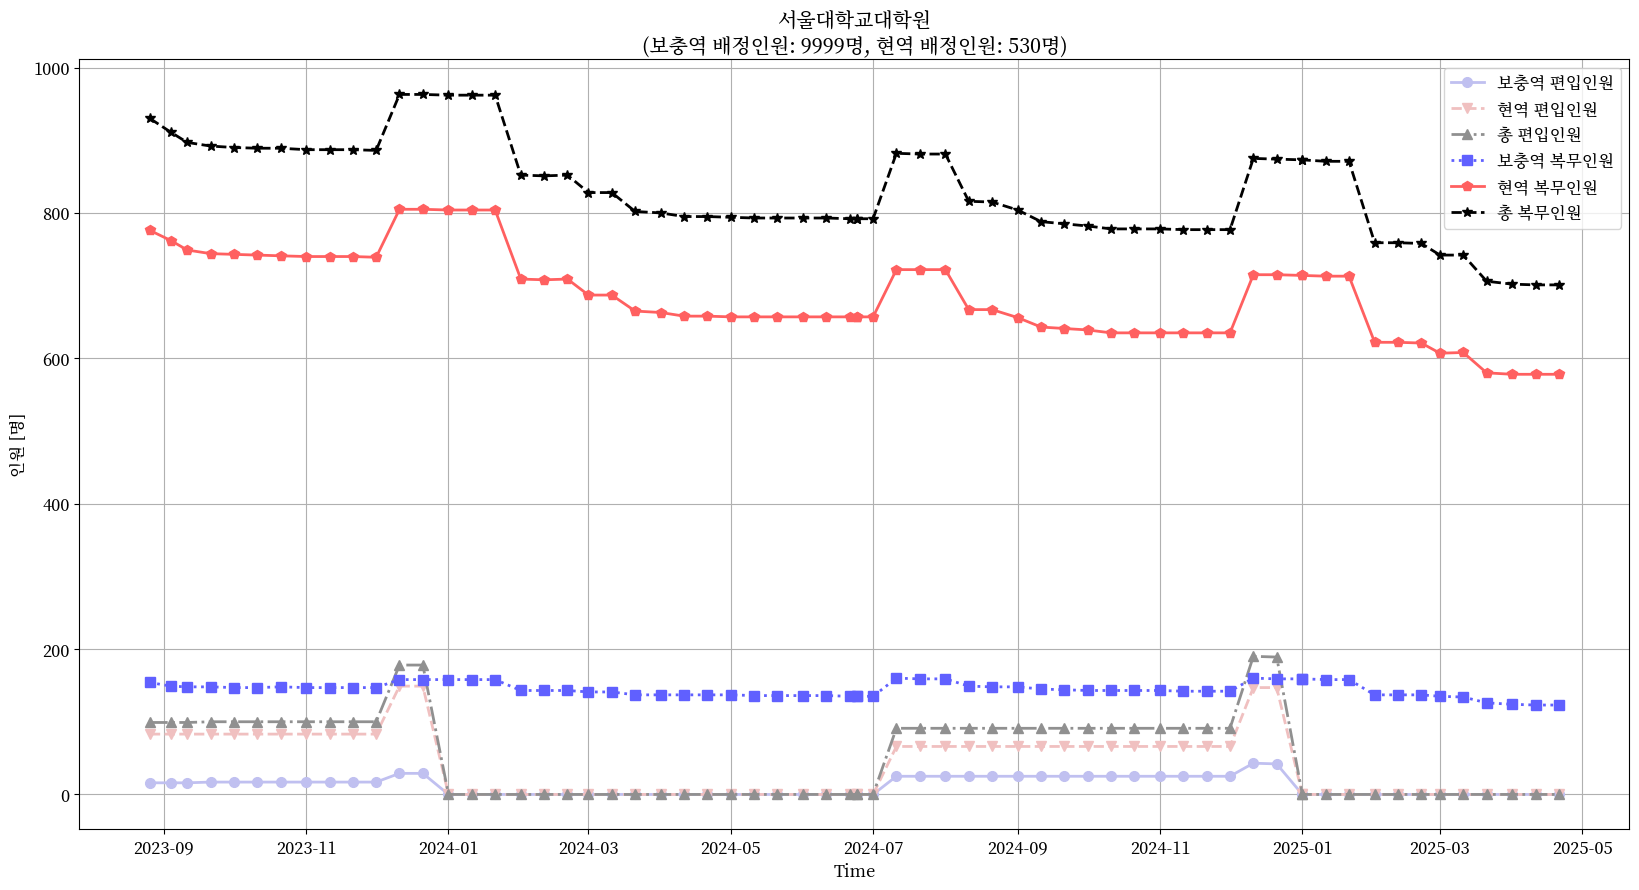 서울대학교대학원
(보충역 배정인원: 9999명, 현역 배정인원: 530명)
1000
800
600
400
200
0
인원 [명]
보충역 편입인원
현역 편입인원
총 편입인원
보충역 복무인원
현역 복무인원
총 복무인원
2023-09
2023-11
2024-01
2024-03
2024-05
2024-07
2024-09
2024-11
2025-01
2025-03
2025-05
Time